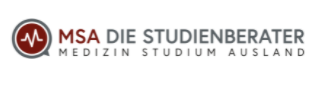 MSA DIE STUDIENBERATER
MEDIZIN STUDIUM AUSLAND